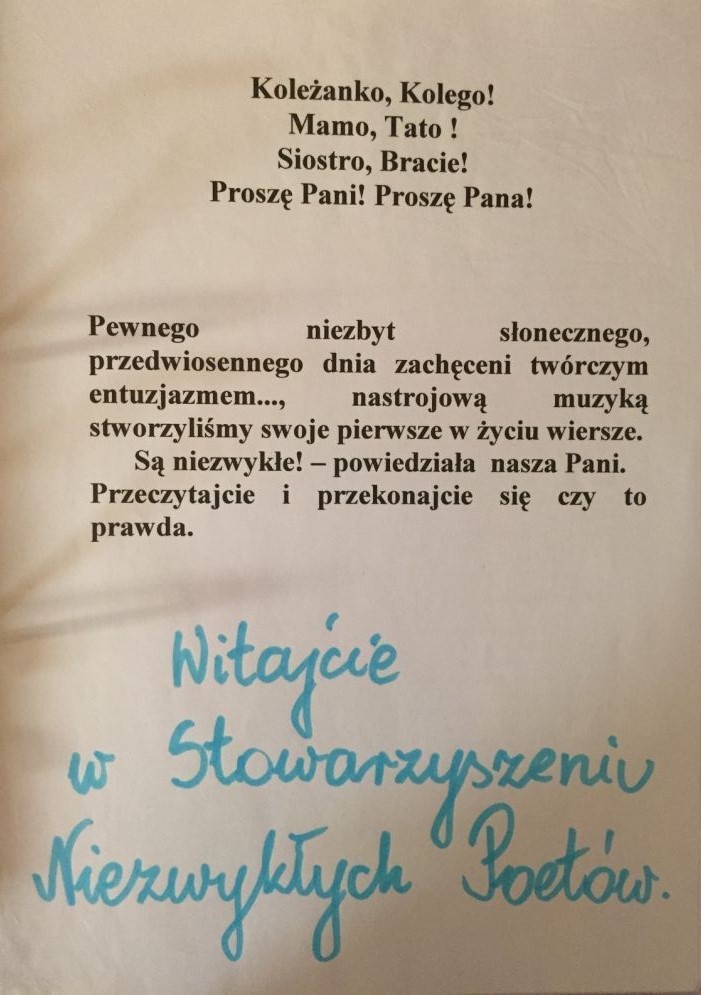 Koleżanko, Kolego!
Mamo, Tato !
Siostro, Bracie!
Proszę Pani! Proszę Pana!
Pewnego niezbyt słonecznego,
przedwiosennego dnia zachęceni twórczym
entuzjazmem..., nastrojową muzyką
stworzyliśmy swoje pierwsze w życiu wiersze.
Są niezwykłe! – powiedziała nasza Pani.
Przeczytajcie i przekonajcie się czy to
prawda.
Witajcie
w Stowarzyszeniu
Niezwykłych Poetów.